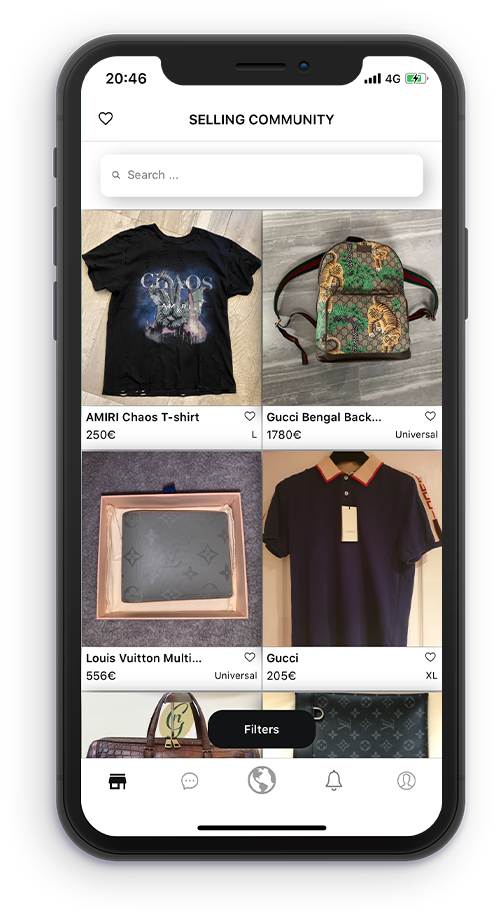 20:46
4G
SELLING COMMUNITY
Search ...
CHAOS
AMIRI
AMIRI Chaos T-shirt
250€
L
Gucci Bengal Back...
1780€
Universal
Louis Vuitton Multi...
556€
Universal
Gucci
205€
XL
Filters